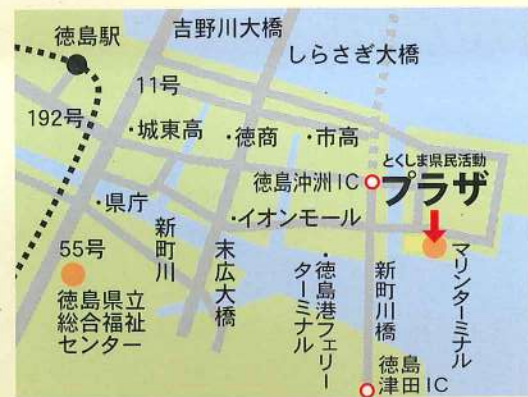 徳島駅
吉野川大橋
しらさぎ大橋
11号
192号
・城東高
・徳商
・市高
とくしま県民活動
プラザ
徳島沖洲IC
・県庁
・イオンモール
新町川
末広大橋
・徳島港フェリー
ターミナル
新町川橋
マリンターミナル
55号
徳島県立
総合福祉
センター
徳島
津田IC